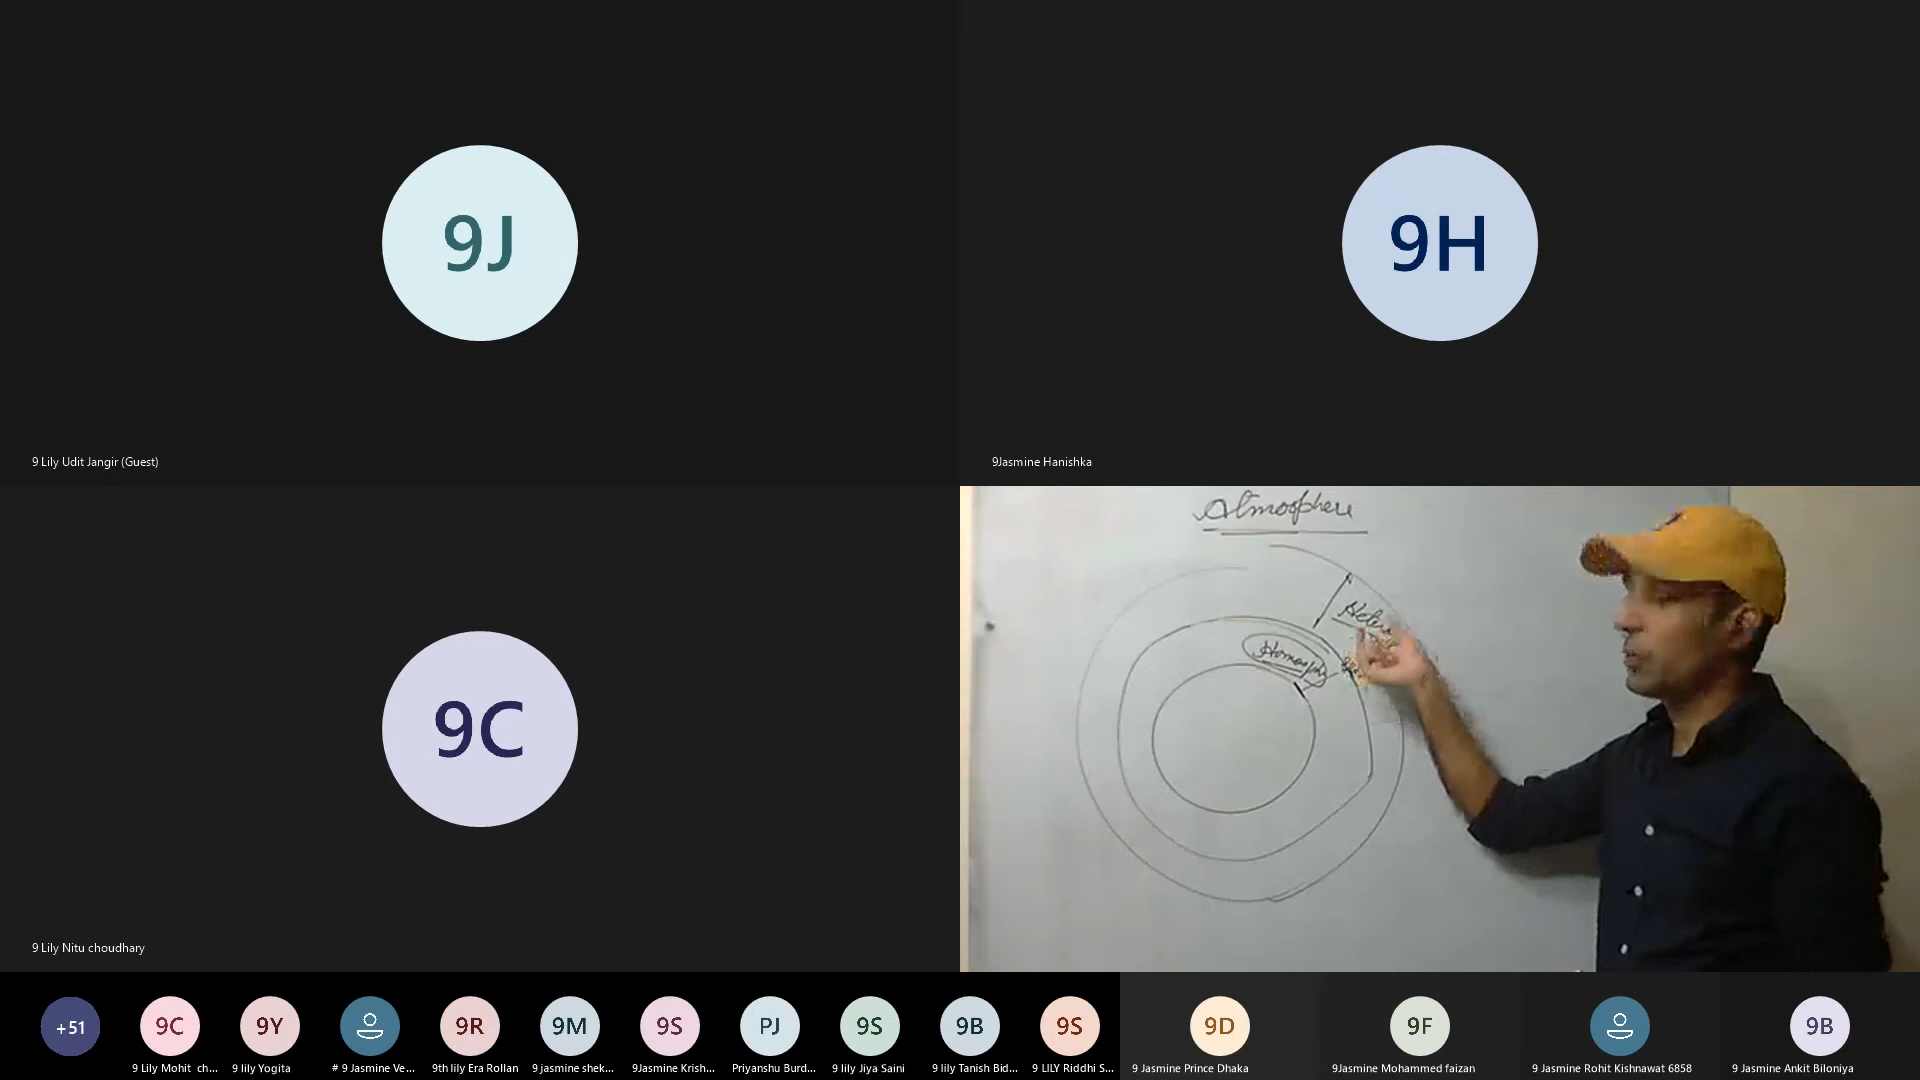 9J
9 Lily Udit Jangir (Guest)
9H
9Jasmine Hanishka
9C
9 Lily Nitu choudhary
Atmosphere
Homosph
+51
9C
9 Lily Mohit ch...
9Y
9 lily Yogita
# 9 Jasmine Ve...
9R
9th lily Era Rollan
9M
9 jasmine shek...
9S
9Jasmine Krish...
PJ
Priyanshu Burd...
9S
9 lily Jiya Saini
9B
9 lily Tanish Bid...
9S
9 LILY Riddhi S...
9D
9 Jasmine Prince Dhaka
9F
9Jasmine Mohammed faizan
9 Jasmine Rohit Kishnawat 6858
9B
9 Jasmine Ankit Biloniya